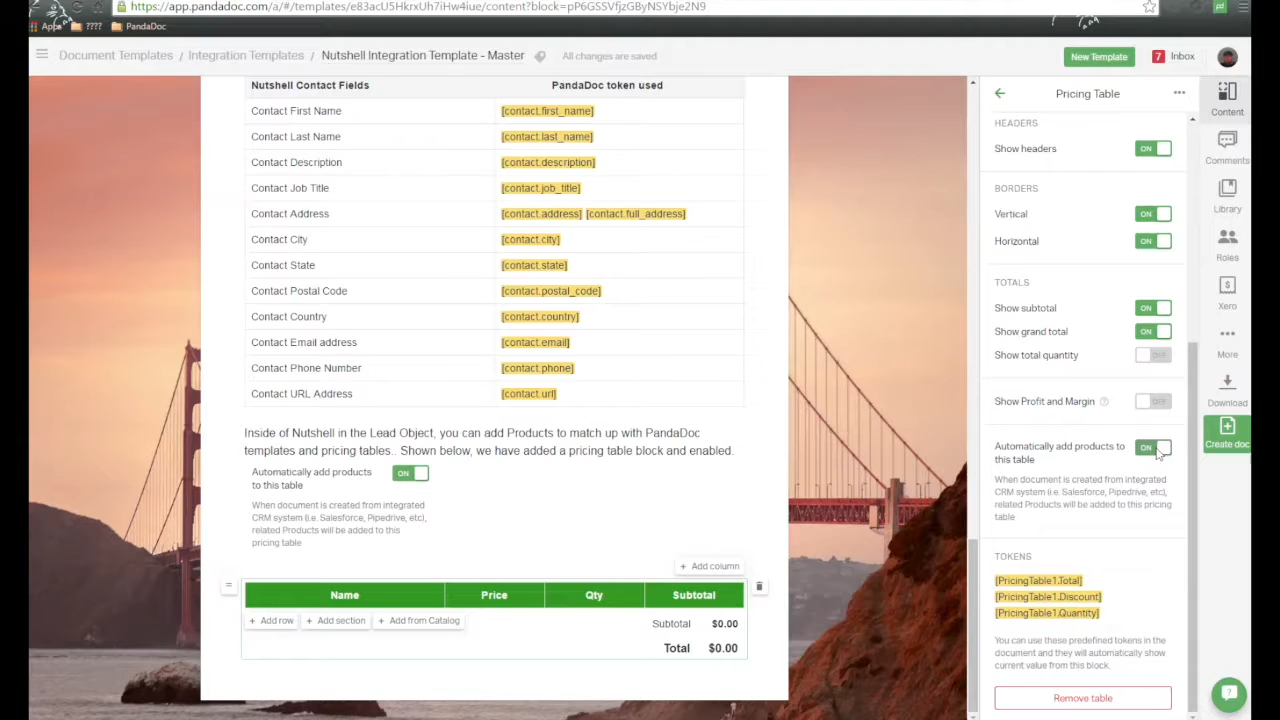 https://app.pandadoc.com/a/#/templates/e83acU5HkrxUh7iHw4iue/content?block=pP6GSSVfjzGByNSYbje2N9
Apps ???? PandaDoc
Document Templates / Integration Templates / Nutshell Integration Template - Master All changes are saved New Template 7 Inbox
Nutshell Contact Fields PandaDoc token used
Contact First Name [contact.first_name]
Contact Last Name [contact.last_name]
Contact Description [contact.description]
Contact Job Title [contact.job_title]
Contact Address [contact.address] [contact.full_address]
Contact City [contact.city]
Contact State [contact.state]
Contact Postal Code [contact.postal_code]
Contact Country [contact.country]
Contact Email address [contact.email]
Contact Phone Number [contact.phone]
Contact URL Address [contact.url]
Inside of Nutshell in the Lead Object, you can add Products to match up with PandaDoc
templates and pricing tables.. Shown below, we have added a pricing table block and enabled.
Automatically add products
to this table
ON
When document is created from integrated
CRM system (i.e. Salesforce, Pipedrive, etc),
related Products will be added to this
pricing table
+ Add column
Name Price Qty Subtotal
+ Add row + Add section + Add from Catalog
Subtotal $0.00
Total $0.00
Pricing Table
HEADERS
Show headers ON
BORDERS
Vertical ON
Horizontal ON
TOTALS
Show subtotal ON
Show grand total ON
Show total quantity OFF
Show Profit and Margin ? OFF
Automatically add products to
this table
ON
When document is created from integrated
CRM system (i.e. Salesforce, Pipedrive, etc),
related Products will be added to this pricing
table
TOKENS
[PricingTable1.Total]
[PricingTable1.Discount]
[PricingTable1.Quantity]
You can use these predefined tokens in the
document and they will automatically show
current value from this block.
Remove table
Content
Comments
Library
Roles
Xero
More
Download
Create doc